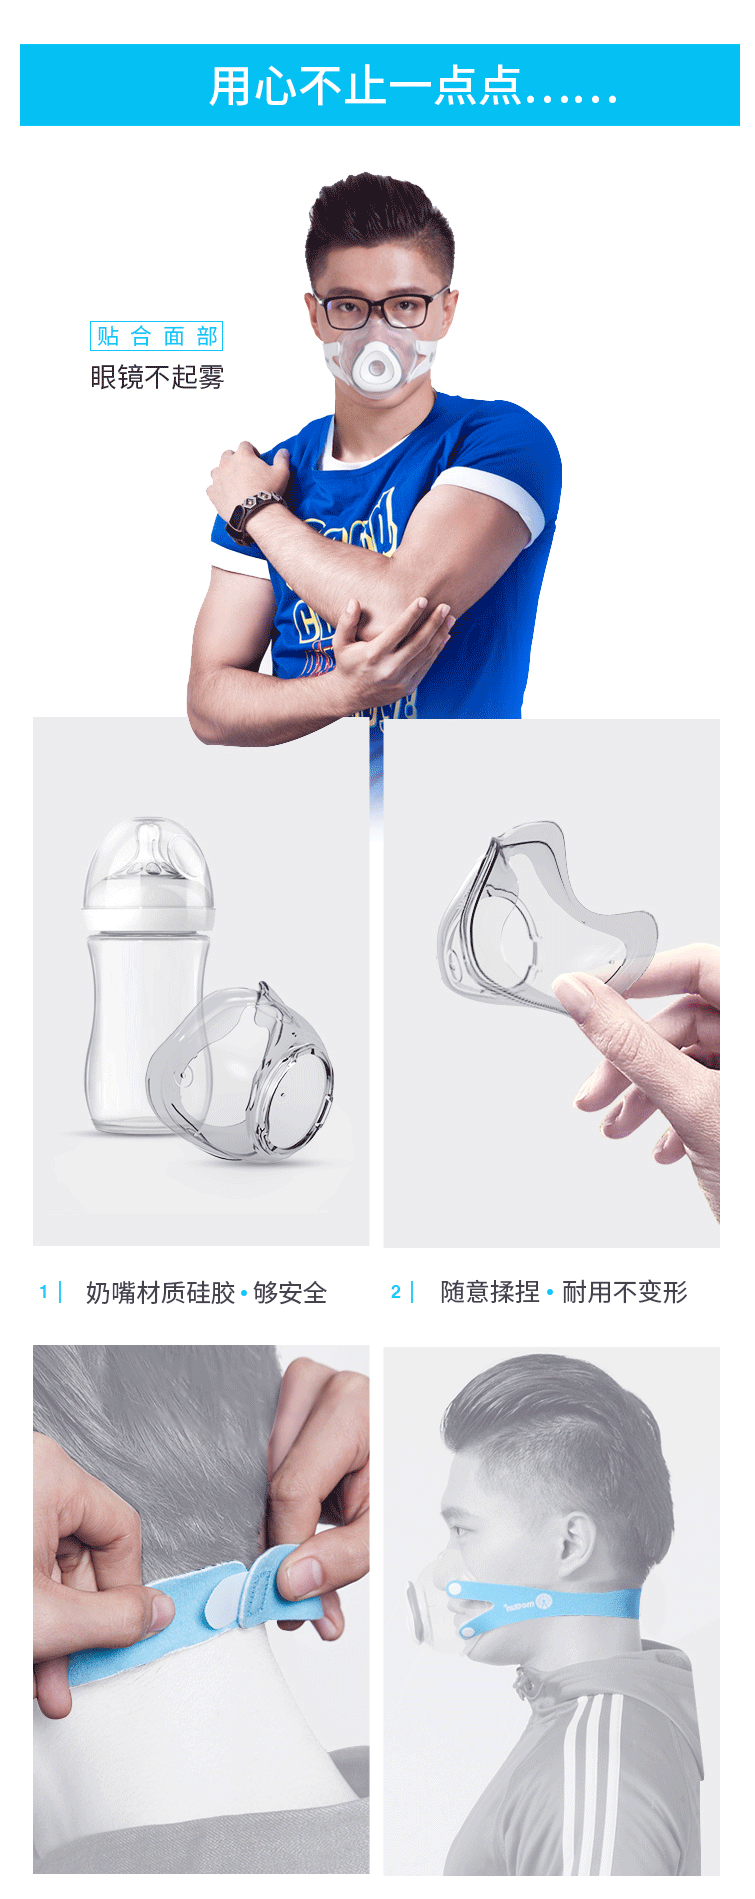 用心不止一点点……
贴合面部
眼镜不起雾
1 奶嘴材质硅胶•够安全
2 随意揉捏•耐用不变形